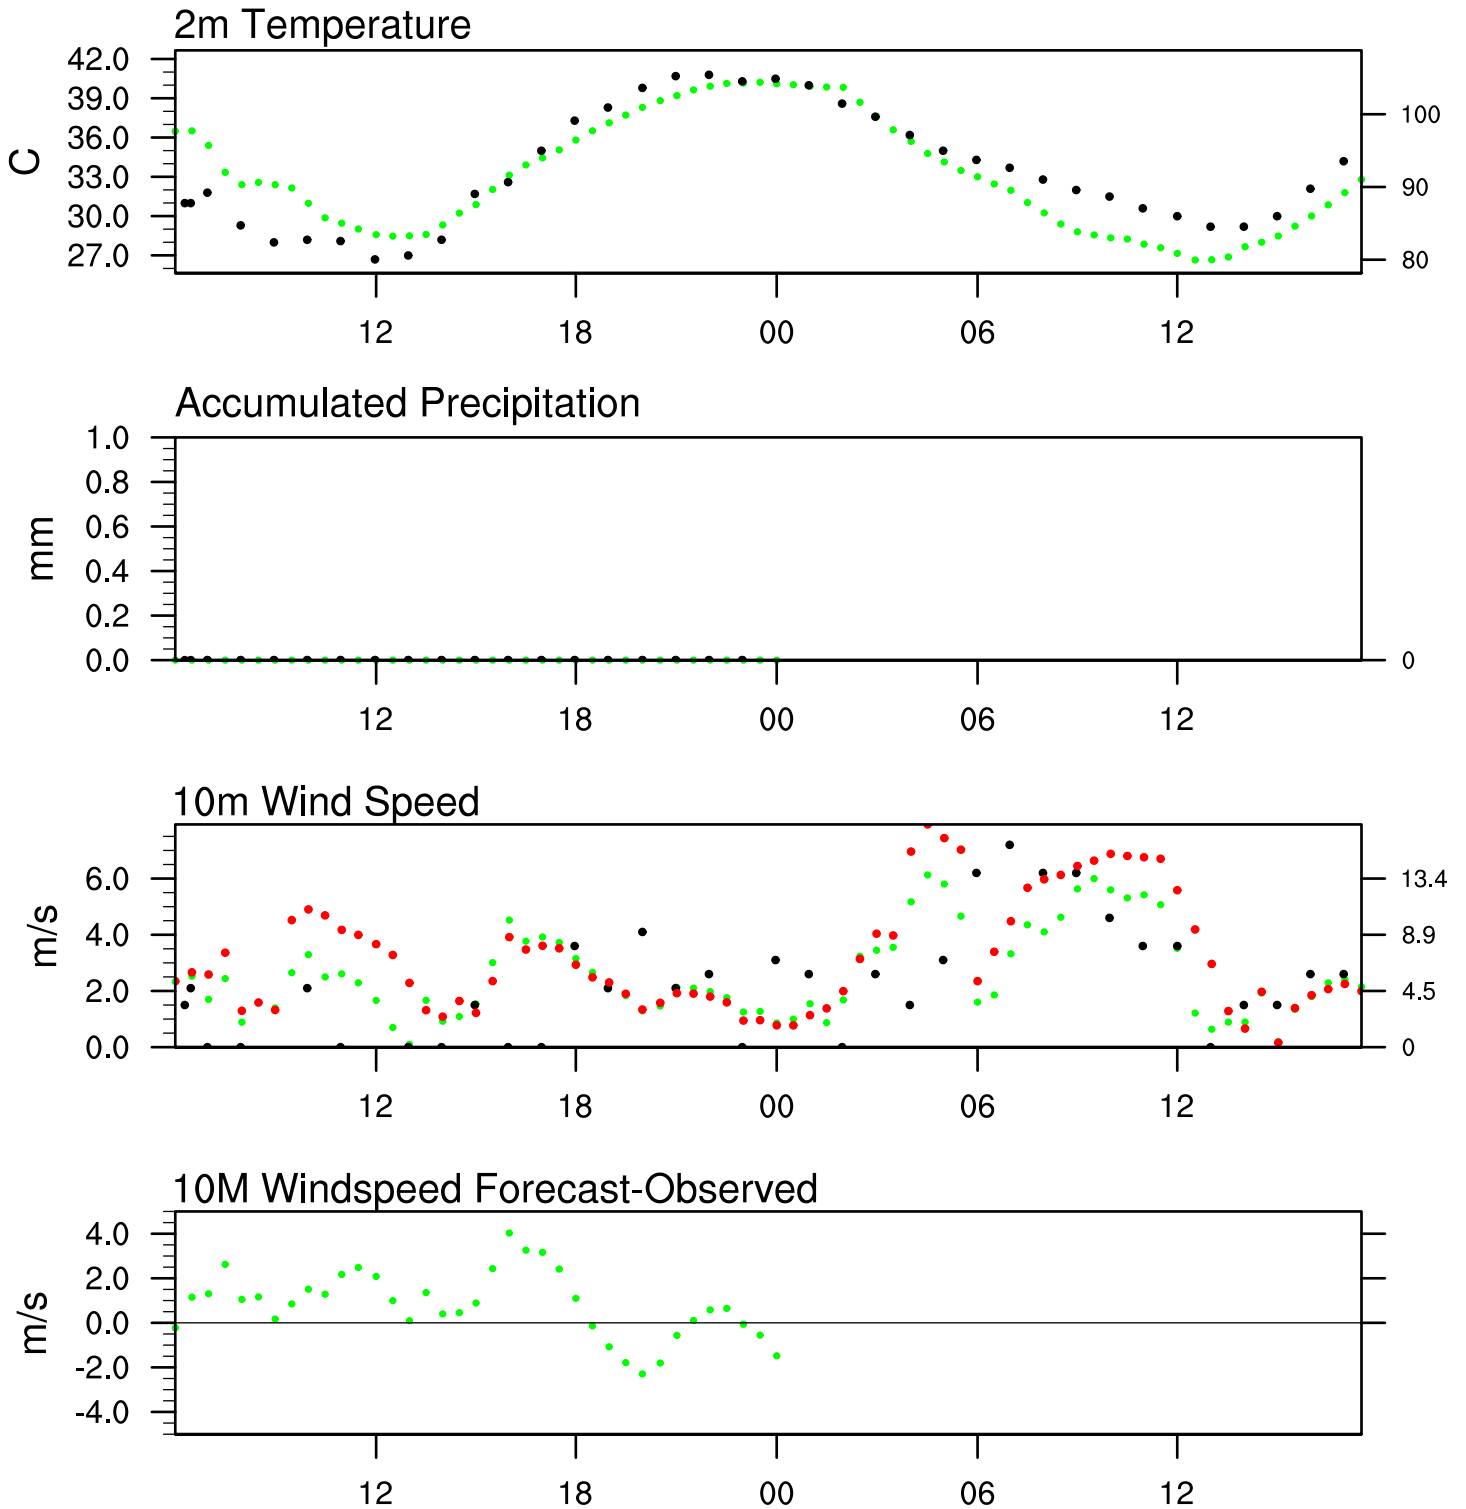 2m Temperature
42.0
39.0
36.0
33.0
30.0
27.0
C
100
90
80
12 18 00 06 12
Accumulated Precipitation
1.0
0.8
0.6
0.4
0.2
0.0
mm
0
12 18 00 06 12
10m Wind Speed
6.0
4.0
2.0
0.0
m/s
13.4
8.9
4.5
0
12 18 00 06 12
10M Windspeed Forecast-Observed
4.0
2.0
0.0
-2.0
-4.0
m/s
12 18 00 06 12